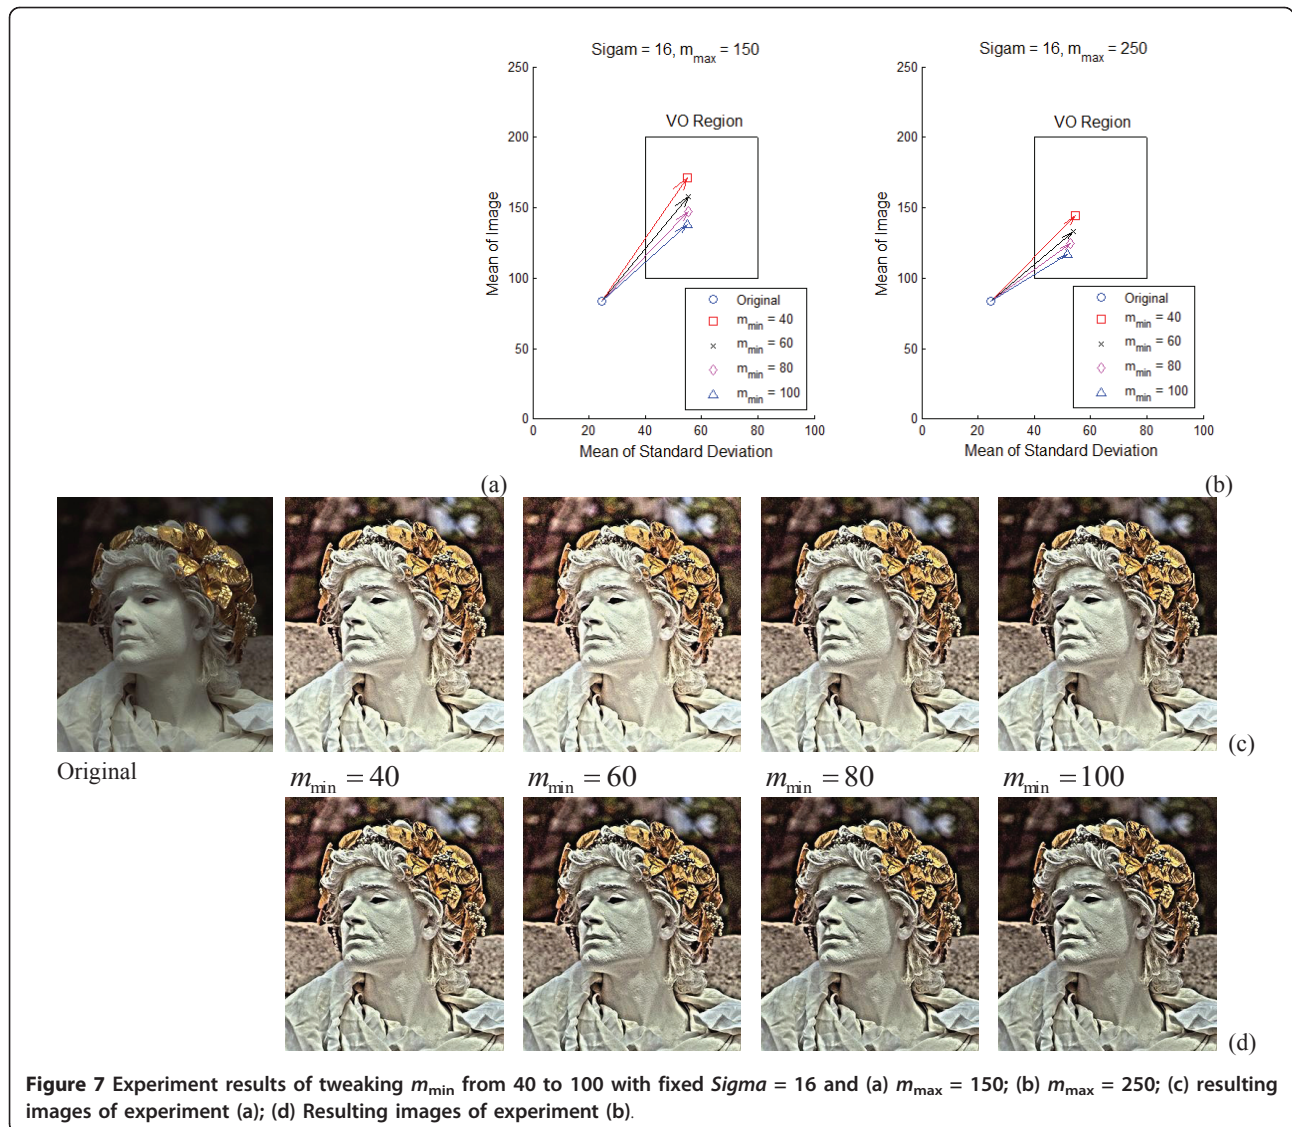 Sigam = 16, m_max = 150
250
200
150
100
50
0
Mean of Image
VO Region
Original
m_min = 40
m_min = 60
m_min = 80
m_min = 100
0 20 40 60 80 100
Mean of Standard Deviation
(a)
Sigam = 16, m_max = 250
250
200
150
100
50
0
Mean of Image
VO Region
Original
m_min = 40
m_min = 60
m_min = 80
m_min = 100
0 20 40 60 80 100
Mean of Standard Deviation
(b)
(c)
Original
m_min = 40
m_min = 60
m_min = 80
m_min = 100
(d)
Figure 7 Experiment results of tweaking m_min from 40 to 100 with fixed Sigma = 16 and (a) m_max = 150; (b) m_max = 250; (c) resulting
images of experiment (a); (d) Resulting images of experiment (b).